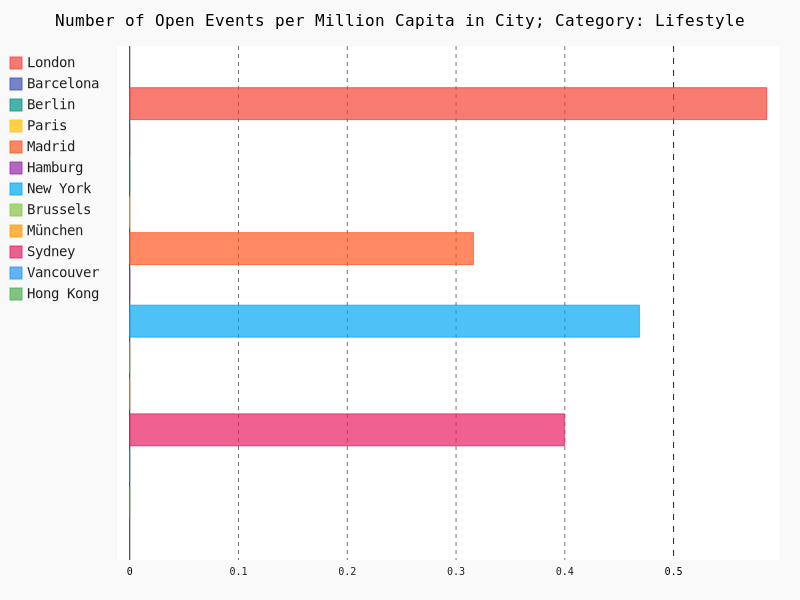 Number of Open Events per Million Capita in City; Category: Lifestyle
London
Barcelona
Berlin
Paris
Madrid
Hamburg
New York
Brussels
München
Sydney
Vancouver
Hong Kong
0 0.1 0.2 0.3 0.4 0.5